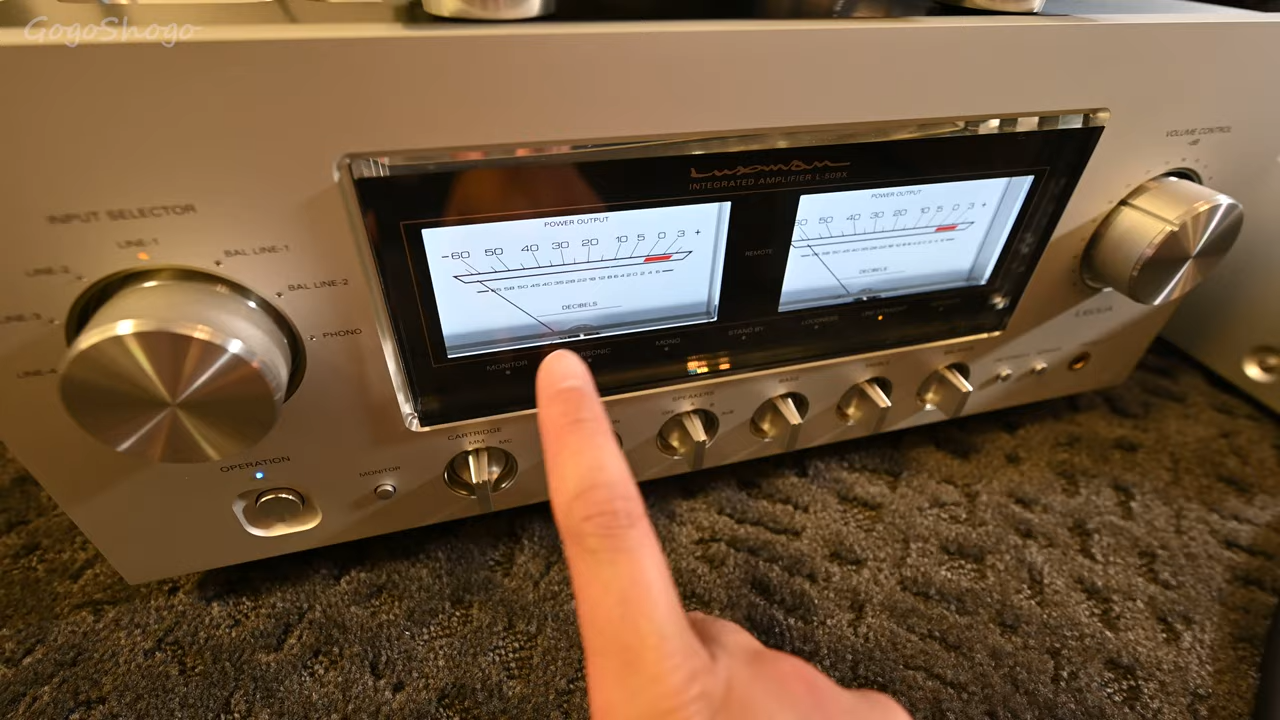 GogoShogo
VOLUME CONTROL
Luxman
INTEGRATED AMPLIFIER L-509X
INPUT SELECTOR
LINE-1
BAL LINE-1
LINE-2
BAL LINE-2
PHONO
LINE-4
POWER OUTPUT
-60 50 40 30 20 10 5 0 3 +
DECIBELS
REMOTE
POWER OUTPUT
50 40 30 20 10 5 0 3 +
DECIBELS
MONITOR
MONO
STAND BY
LOUDNESS
OPERATION
MONITOR
CARTRIDGE
MM MC
SPEAKERS
OFF A B
BASS